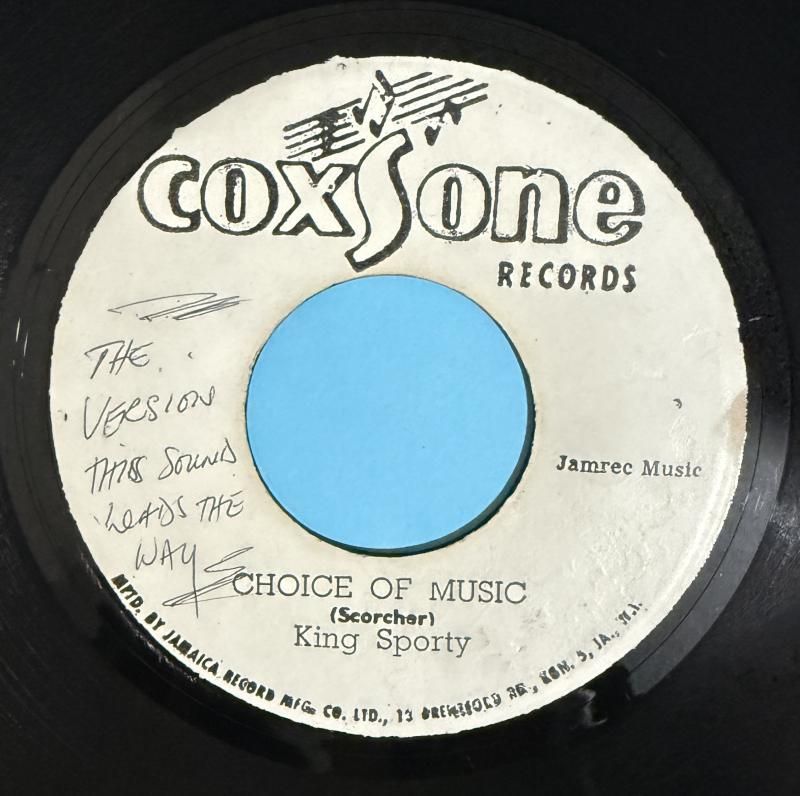 coxsone
RECORDS
THE
VERSION
THIS SOUND
LEADS THE
WAY
Jamrec Music
CHOICE OF MUSIC
(Scorcher)
King Sporty
MFTD. BY JAMAICA RECORD MFG. CO. LTD., 13 BRENTFORD RD., KGN. 5, JA., W.I.